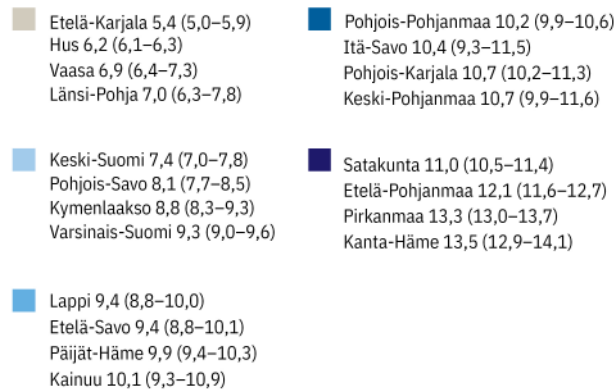 Etelä-Karjala 5,4 (5,0–5,9)
Hus 6,2 (6,1–6,3)
Vaasa 6,9 (6,4–7,3)
Länsi-Pohja 7,0 (6,3–7,8)
Keski-Suomi 7,4 (7,0–7,8)
Pohjois-Savo 8,1 (7,7–8,5)
Kymenlaakso 8,8 (8,3–9,3)
Varsinais-Suomi 9,3 (9,0–9,6)
Lappi 9,4 (8,8–10,0)
Etelä-Savo 9,4 (8,8–10,1)
Päijät-Häme 9,9 (9,4–10,3)
Kainuu 10,1 (9,3–10,9)
Pohjois-Pohjanmaa 10,2 (9,9–10,6)
Itä-Savo 10,4 (9,3–11,5)
Pohjois-Karjala 10,7 (10,2–11,3)
Keski-Pohjanmaa 10,7 (9,9–11,6)
Satakunta 11,0 (10,5–11,4)
Etelä-Pohjanmaa 12,1 (11,6–12,7)
Pirkanmaa 13,3 (13,0–13,7)
Kanta-Häme 13,5 (12,9–14,1)